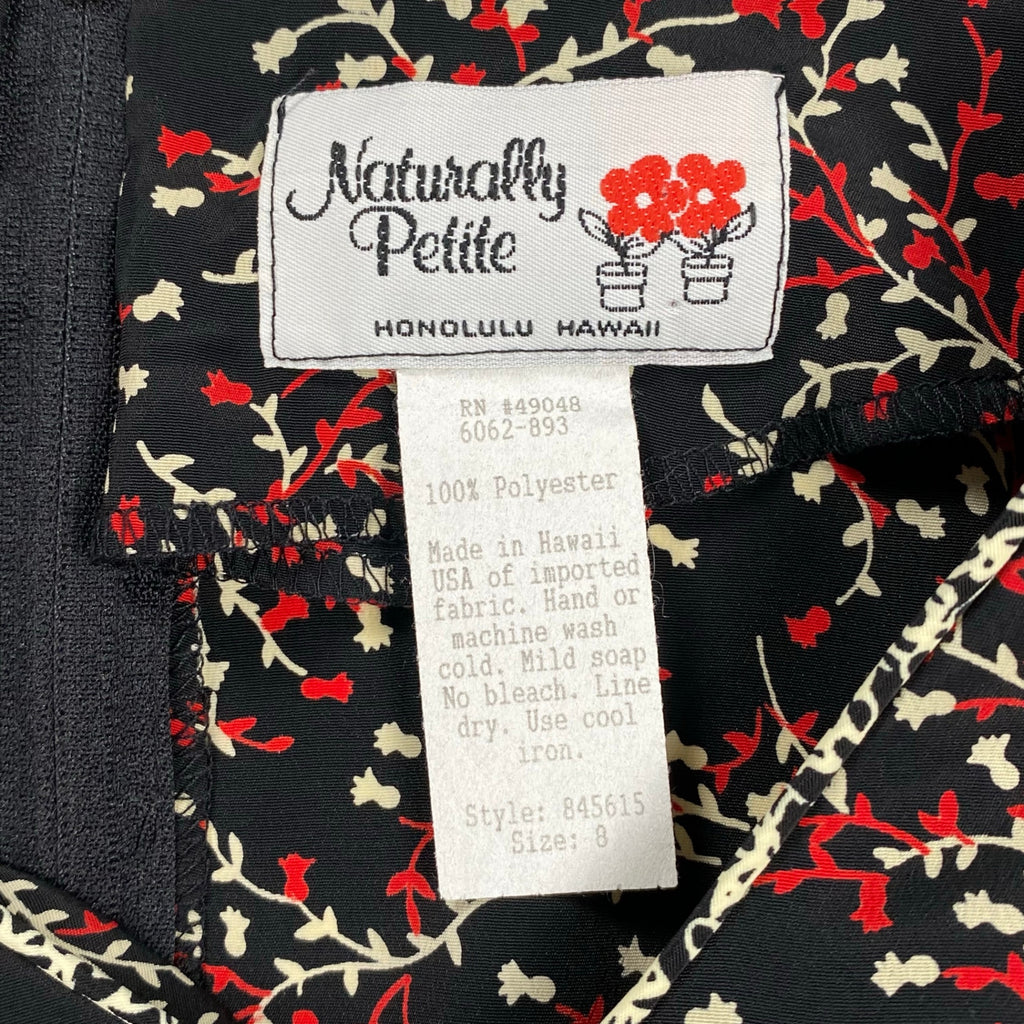 Naturally
Petite
HONOLULU HAWAII
RN #49048
6062-893
100% Polyester
Made in Hawaii
USA of imported
fabric. Hand or
machine wash
cold. Mild soap
No bleach. Line
dry. Use cool
iron.
Style: 845615
Size: 8